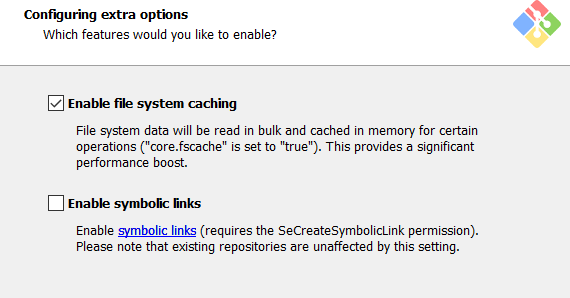 Configuring extra options
Which features would you like to enable?
Enable file system caching
File system data will be read in bulk and cached in memory for certain
operations ("core.fscache" is set to "true"). This provides a significant
performance boost.
Enable symbolic links
Enable symbolic links (requires the SeCreateSymbolicLink permission).
Please note that existing repositories are unaffected by this setting.